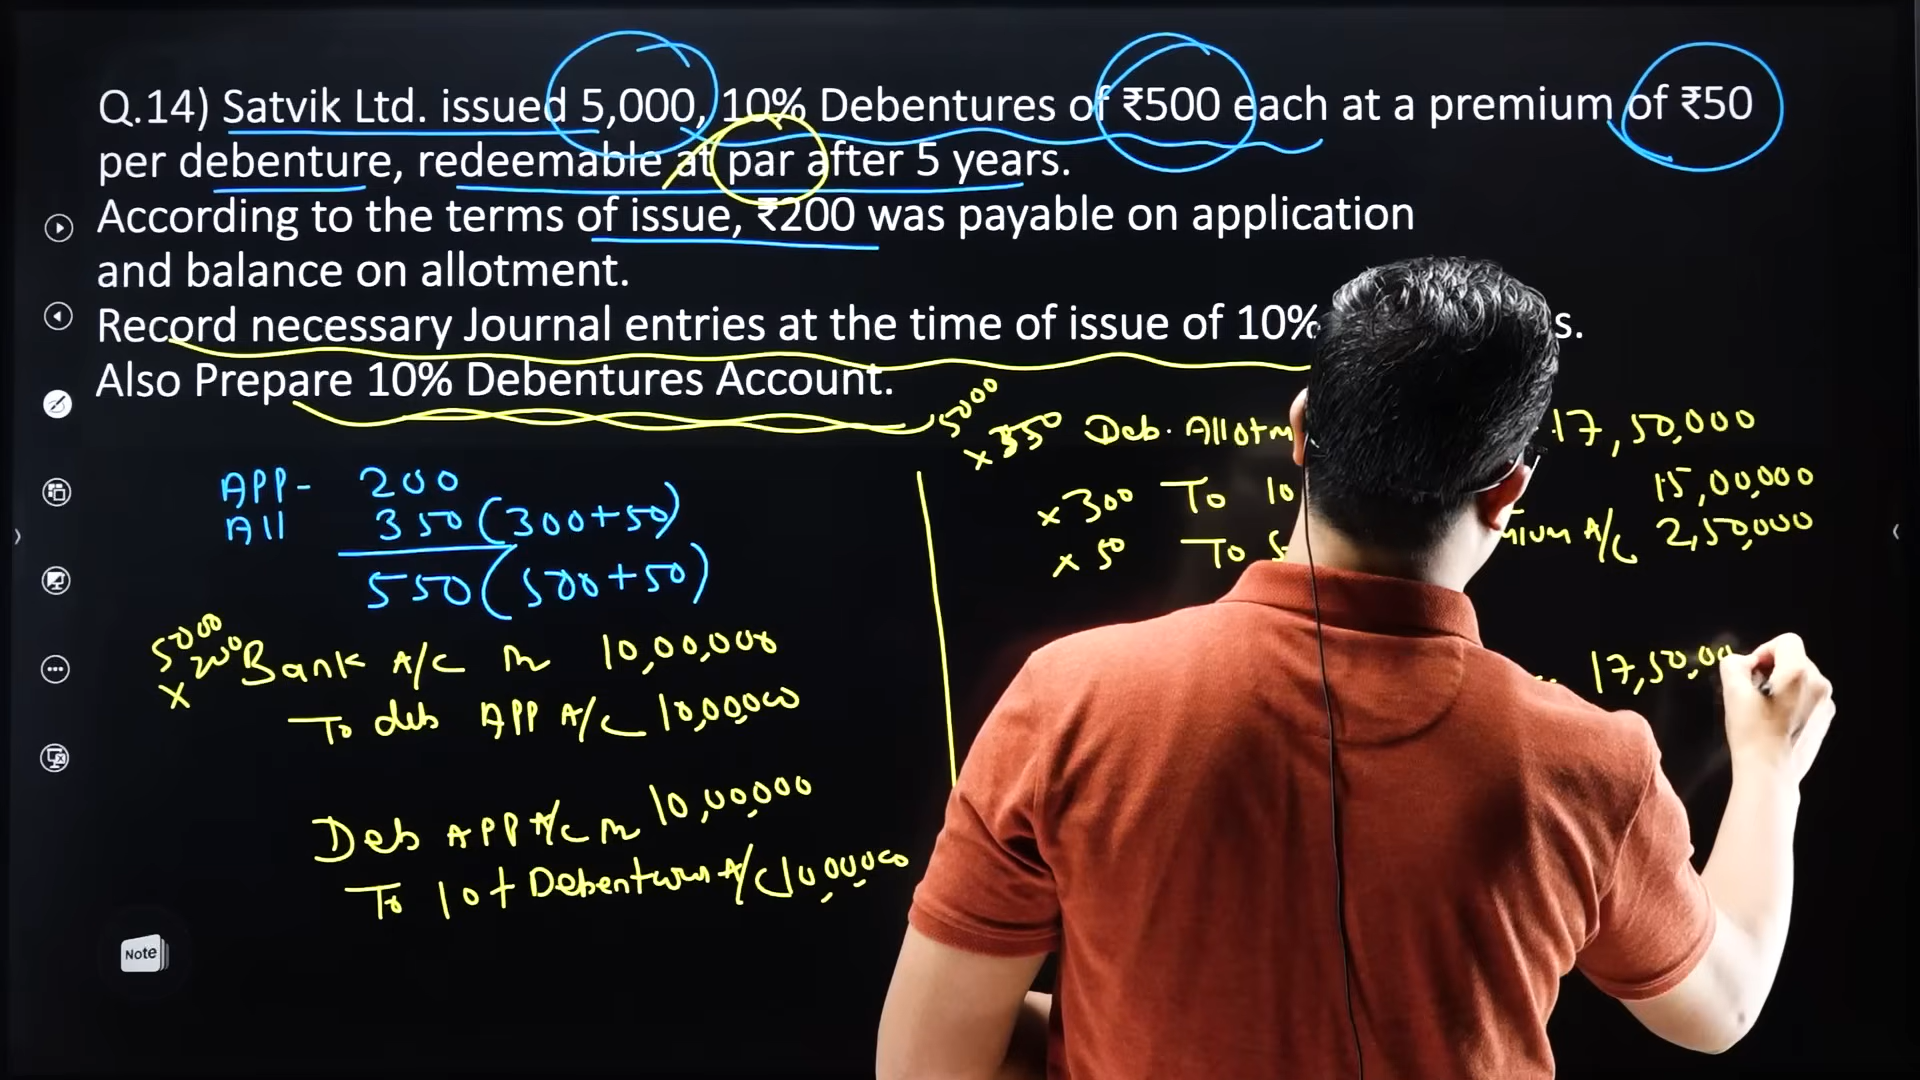 Q.14) Satvik Ltd. issued 5,000, 10% Debentures of ₹500 each at a premium of ₹50
per debenture, redeemable at par after 5 years.
According to the terms of issue, ₹200 was payable on application
and balance on allotment.
Record necessary Journal entries at the time of issue of 10% s.
Also Prepare 10% Debentures Account.
APP- 200
All 350 (300+50)
550 (500+50)
5000
×200 Bank A/c Dr 10,00,000
To deb APP A/c 10,00,000
Deb APP A/c Dr 10,00,000
To 10% Debentures A/c 10,00,000
5000
×350 Deb. Allotm 17,50,000
×300 To 10 15,00,000
×50 To S mium A/c 2,50,000
17,50,00
Note